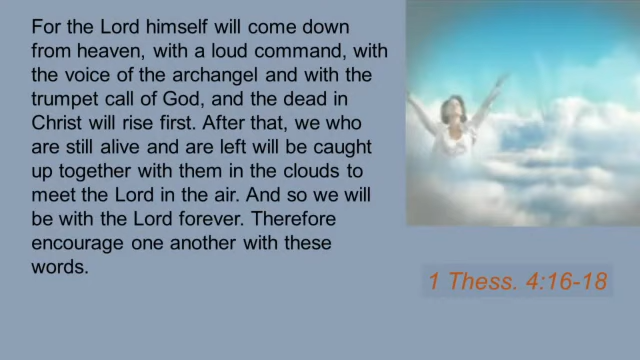 For the Lord himself will come down
from heaven, with a loud command, with
the voice of the archangel and with the
trumpet call of God, and the dead in
Christ will rise first. After that, we who
are still alive and are left will be caught
up together with them in the clouds to
meet the Lord in the air. And so we will
be with the Lord forever. Therefore
encourage one another with these
words.
1 Thess. 4:16-18